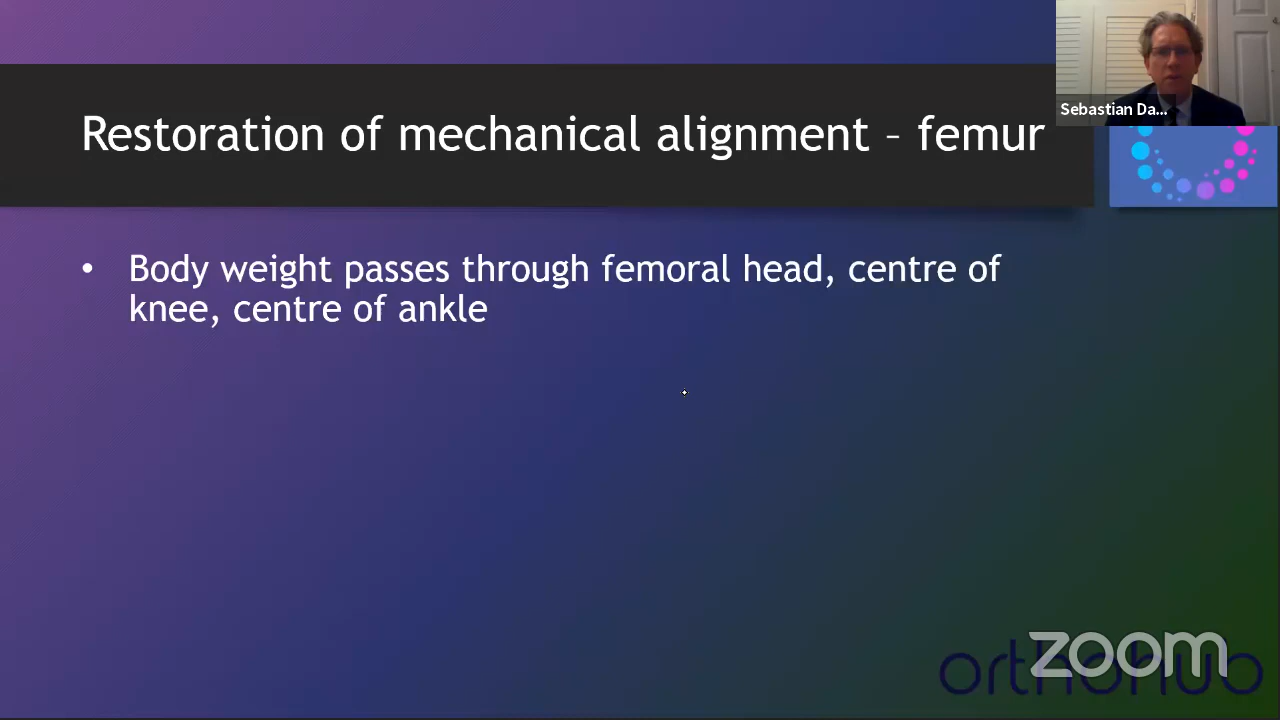 Sebastian Da...
Restoration of mechanical alignment – femur
• Body weight passes through femoral head, centre of
knee, centre of ankle
zoom
orthohub